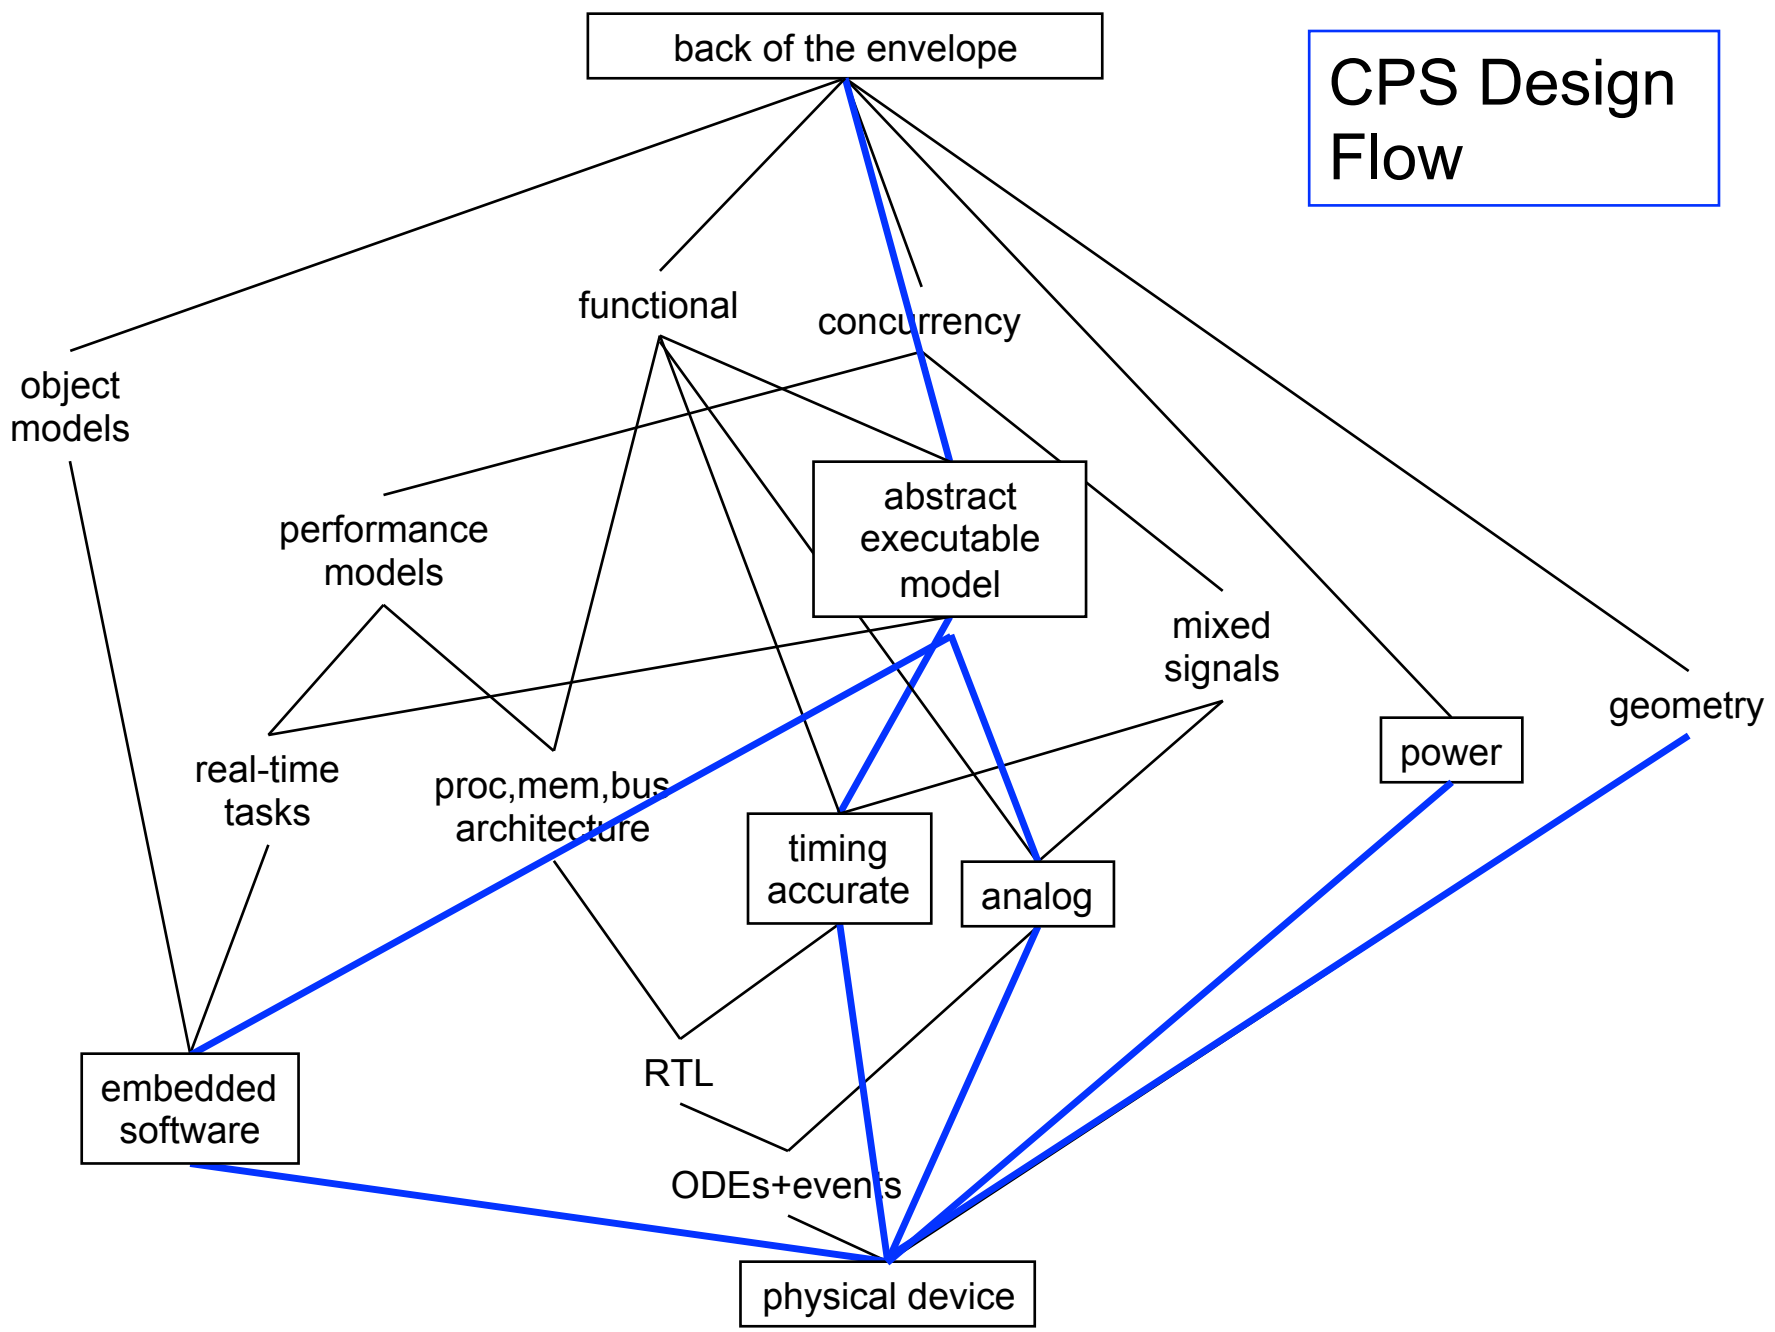 back of the envelope
CPS Design
Flow
functional
concurrency
object
models
performance
models
abstract
executable
model
mixed
signals
geometry
power
real-time
tasks
proc,mem,bus
architecture
timing
accurate
analog
RTL
embedded
software
ODEs+events
physical device